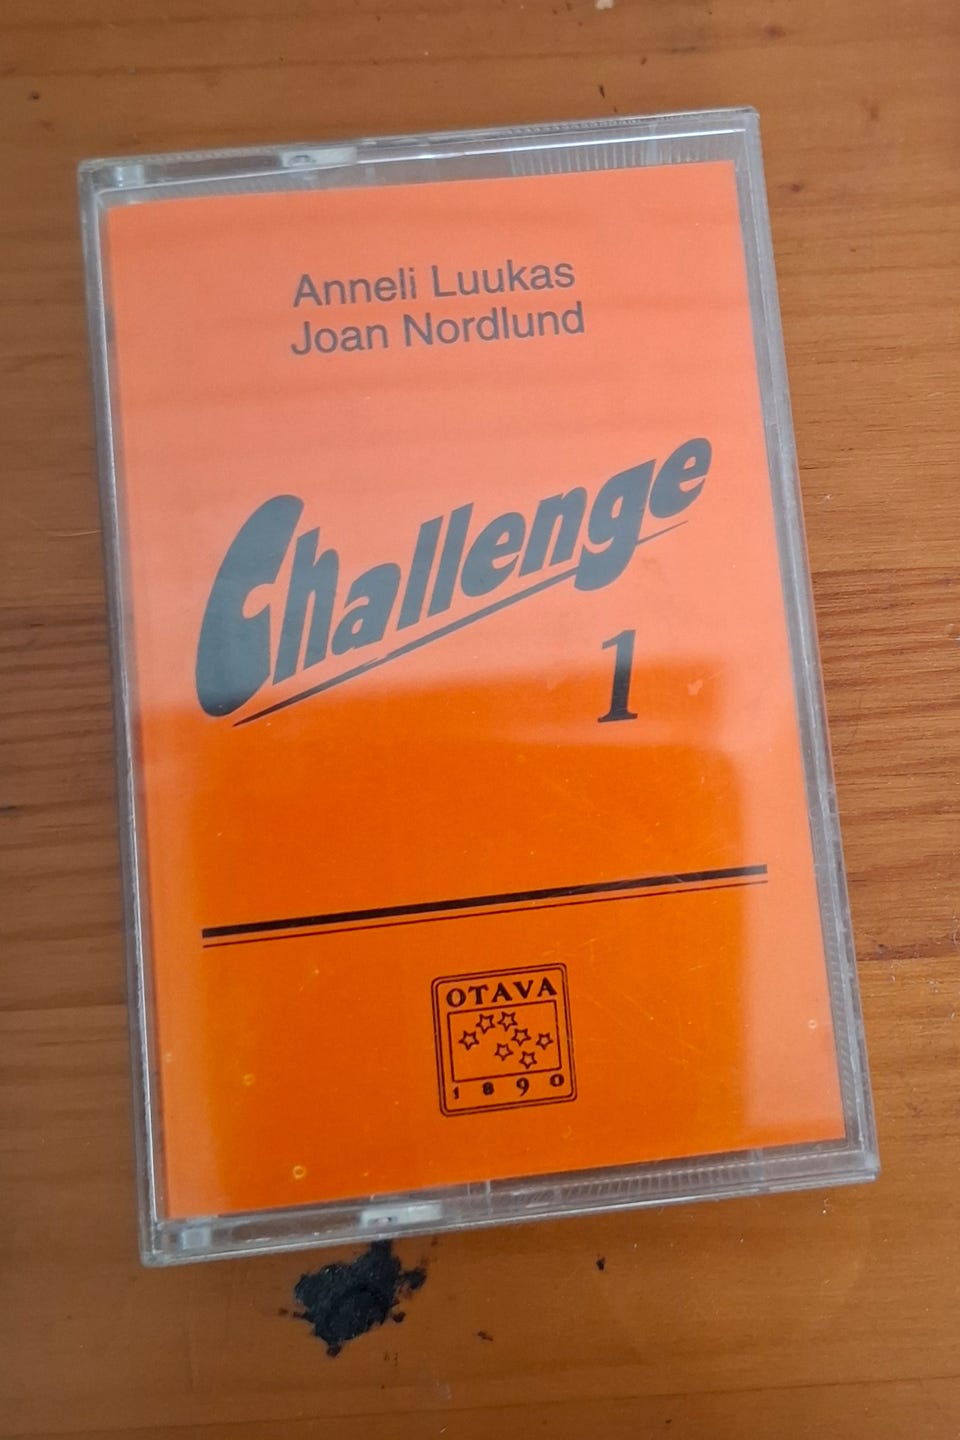 Anneli Luukas
Joan Nordlund
Challenge
1
OTAVA
1890